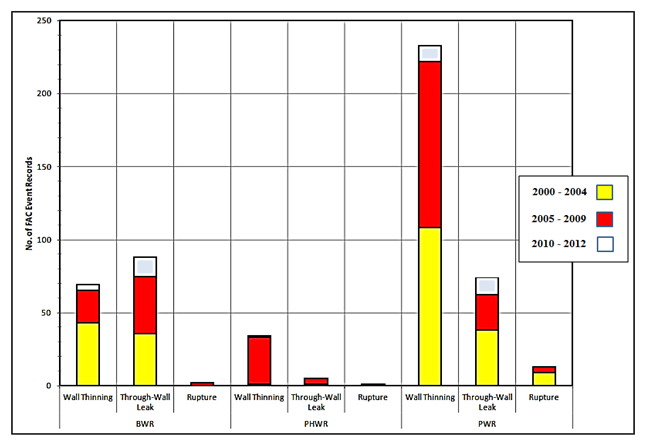 250
200
150
100
50
0
No. of FAC Event Records
2000 - 2004
2005 - 2009
2010 - 2012
Wall Thinning
Through-Wall
Leak
Rupture
Wall Thinning
Through-Wall
Leak
Rupture
Wall Thinning
Through-Wall
Leak
Rupture
BWR
PHWR
PWR